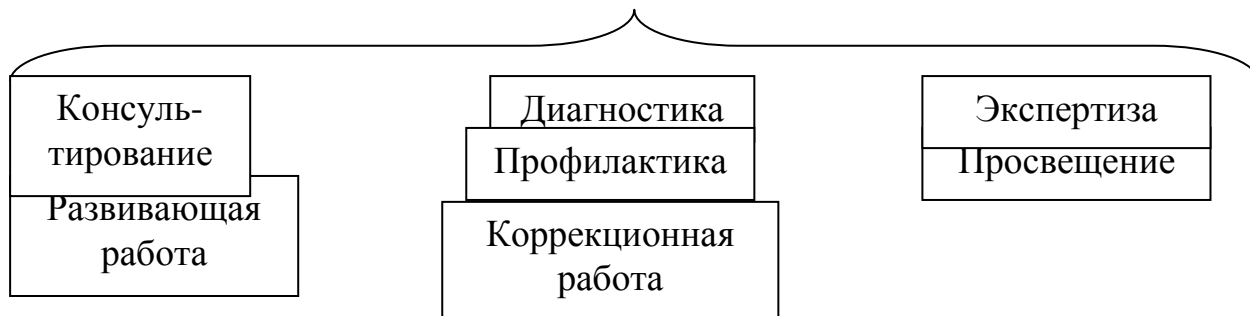 Консуль-
тирование
Развивающая
работа
Диагностика
Профилактика
Коррекционная
работа
Экспертиза
Просвещение